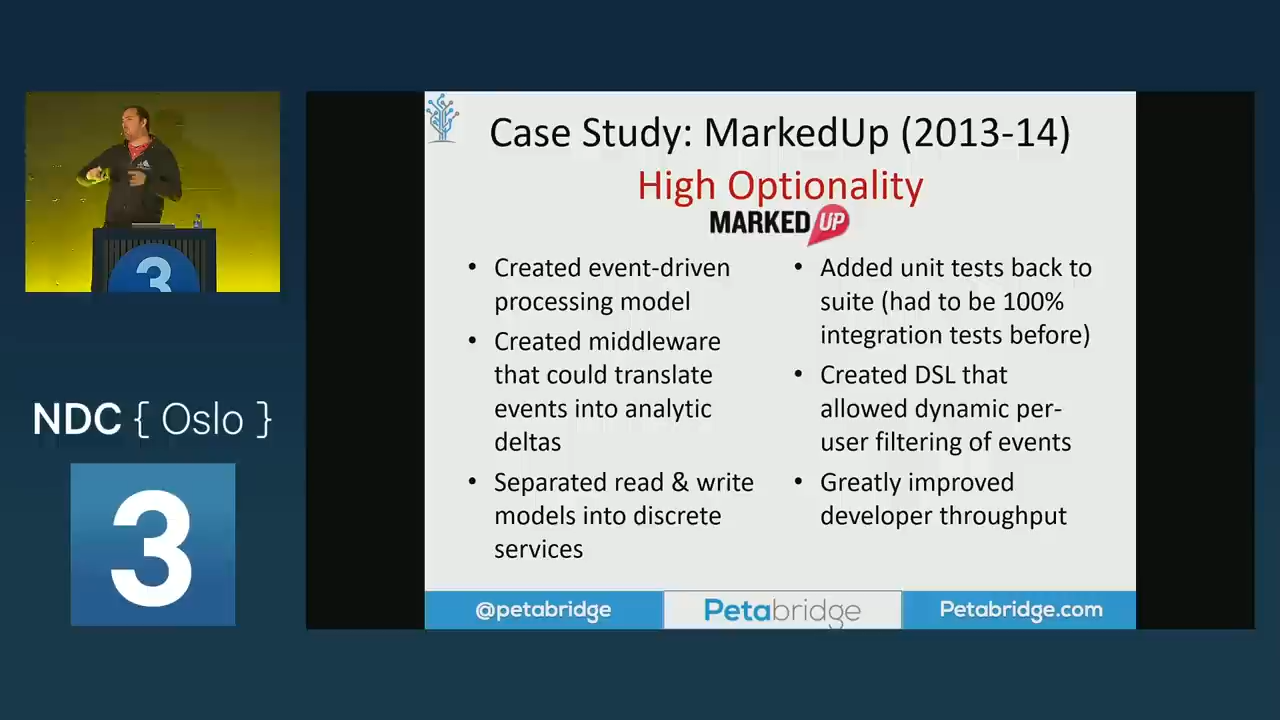 Case Study: MarkedUp (2013-14)
High Optionality
MARKED UP
• Created event-driven
processing model
• Created middleware
that could translate
events into analytic
deltas
• Separated read & write
models into discrete
services
• Added unit tests back to
suite (had to be 100%
integration tests before)
• Created DSL that
allowed dynamic per-
user filtering of events
• Greatly improved
developer throughput
@petabridge
Petabridge
Petabridge.com
3
NDC { Oslo }
3